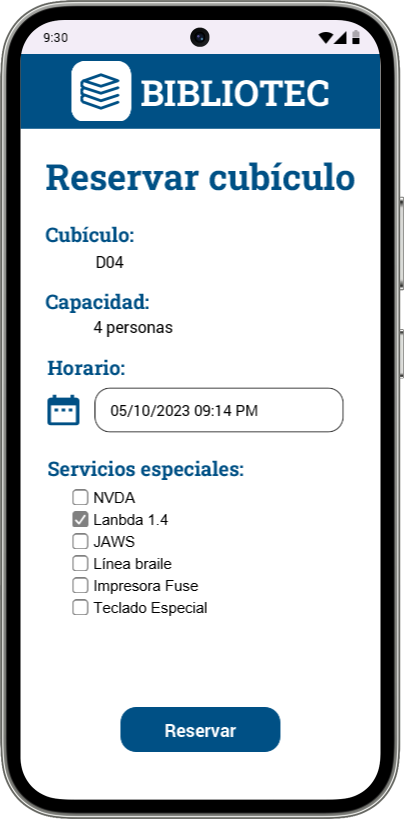 9:30
BIBLIOTEC
Reservar cubículo
Cubículo:
D04
Capacidad:
4 personas
Horario:
05/10/2023 09:14 PM
Servicios especiales:
NVDA
Lanbda 1.4
JAWS
Línea braile
Impresora Fuse
Teclado Especial
Reservar